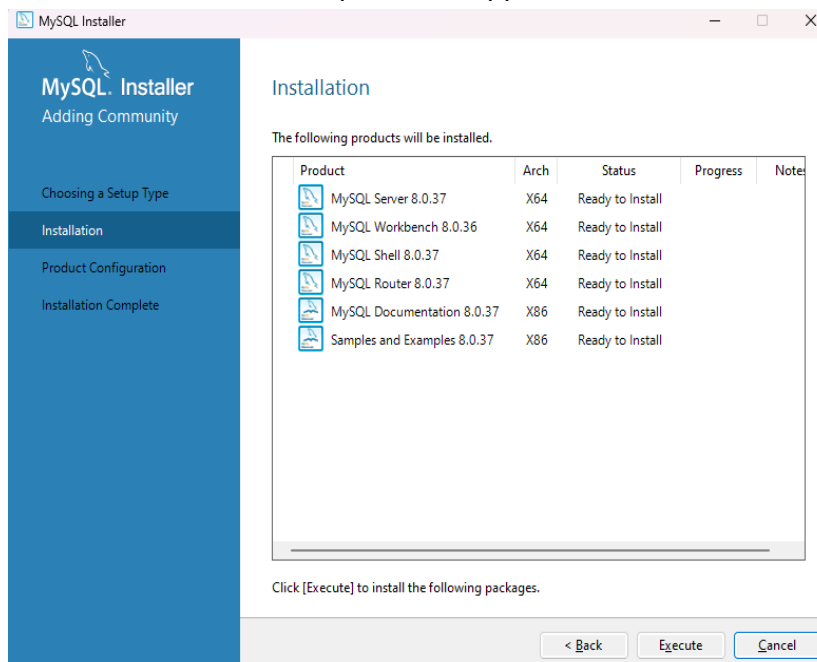 MySQL Installer
MySQL. Installer
Adding Community
Choosing a Setup Type
Installation
Product Configuration
Installation Complete
Installation
The following products will be installed.
Product Arch Status Progress Notes
MySQL Server 8.0.37 X64 Ready to Install
MySQL Workbench 8.0.36 X64 Ready to Install
MySQL Shell 8.0.37 X64 Ready to Install
MySQL Router 8.0.37 X64 Ready to Install
MySQL Documentation 8.0.37 X86 Ready to Install
Samples and Examples 8.0.37 X86 Ready to Install
Click [Execute] to install the following packages.
< Back Execute Cancel